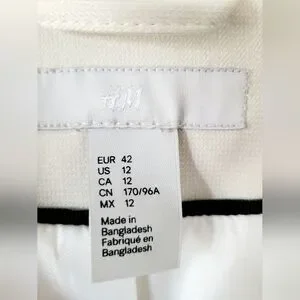 H&M
EUR 42
US 12
CA 12
CN 170/96A
MX 12
Made in
Bangladesh
Fabriqué en
Bangladesh